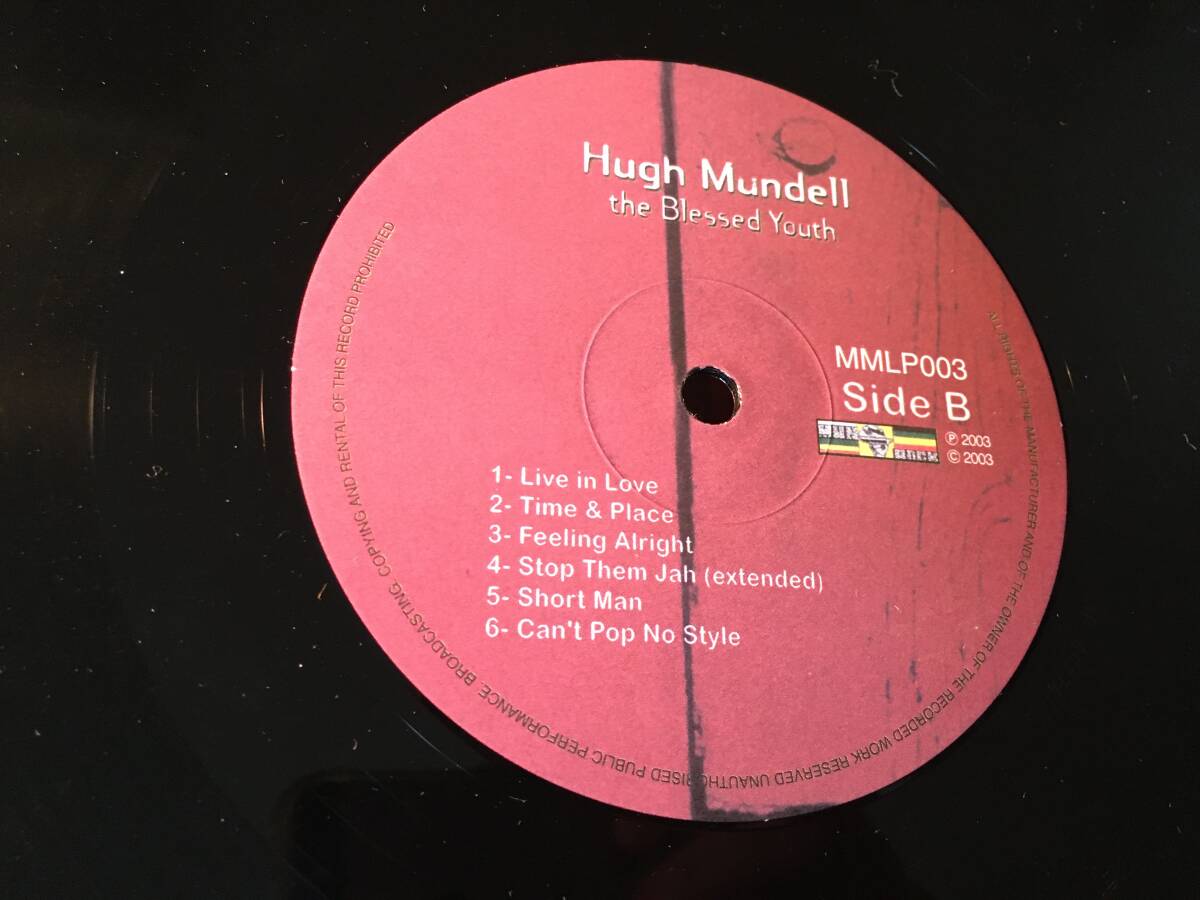 Hugh Mundell
the Blessed Youth
MMLP003
Side B
℗ 2003
© 2003
1- Live in Love
2- Time & Place
3- Feeling Alright
4- Stop Them Jah (extended)
5- Short Man
6- Can't Pop No Style
ALL RIGHTS OF THE MANUFACTURER AND OF THE OWNER OF THE RECORDED WORK RESERVED UNAUTHORISED PUBLIC PERFORMANCE. BROADCASTING. COPYING AND RENTAL OF THIS RECORD PROHIBITED